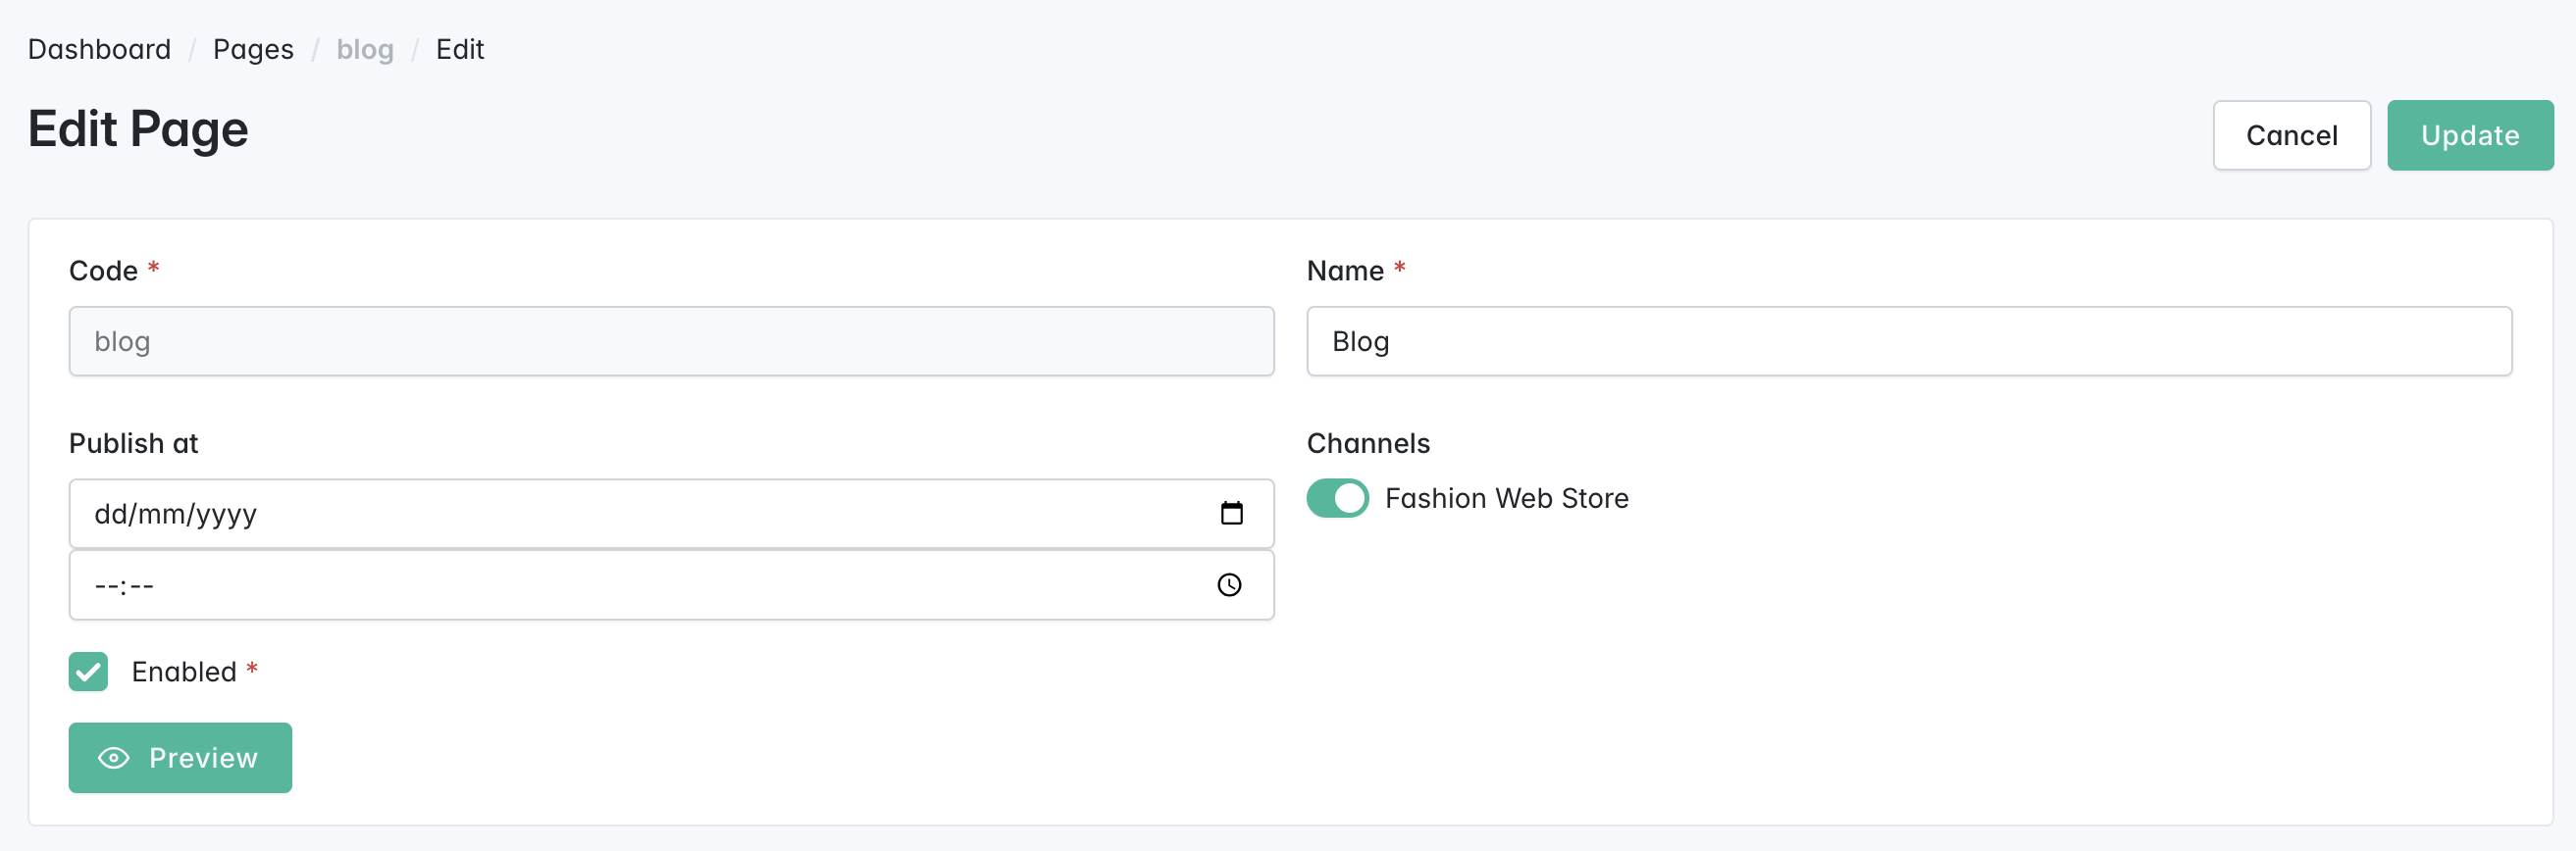 Dashboard / Pages / blog / Edit
Edit Page
Cancel
Update
Code *
Name *
blog
Blog
Publish at
Channels
dd/mm/yyyy
Fashion Web Store
--:--
Enabled *
Preview